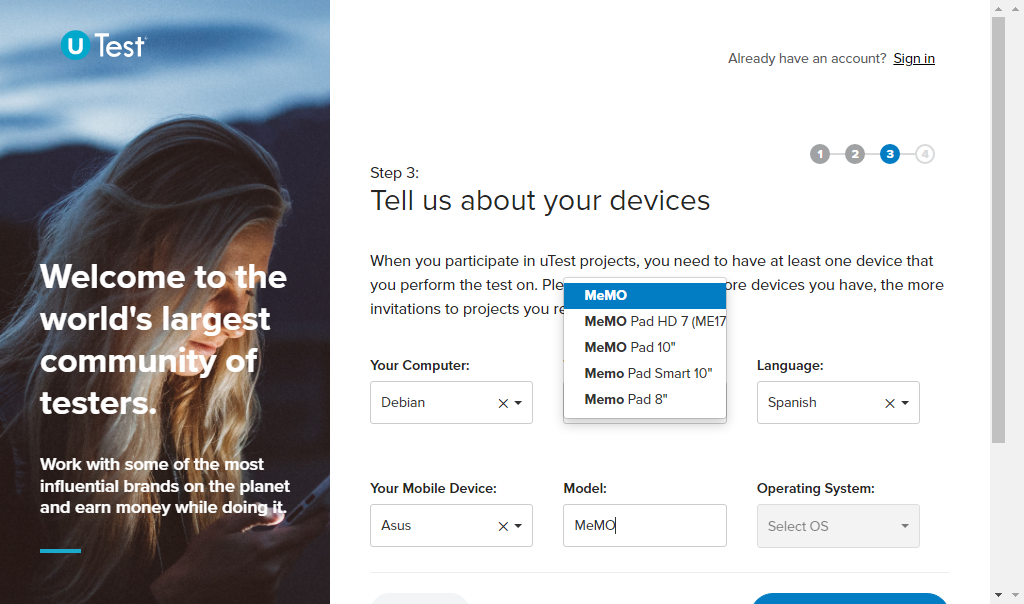 U Test
Already have an account? Sign in
1 2 3 4
Step 3:
Tell us about your devices
When you participate in uTest projects, you need to have at least one device that
you perform the test on. ore devices you have, the more
invitations to projects you
Welcome to the
world's largest
community of
testers.
Work with some of the most
influential brands on the planet
and earn money while doing it.
MeMO
MeMO Pad HD 7 (ME17
MeMO Pad 10"
Memo Pad Smart 10"
Memo Pad 8"
Your Computer:
Language:
Debian
Spanish
Your Mobile Device:
Model:
Operating System:
Asus
MeMO
Select OS